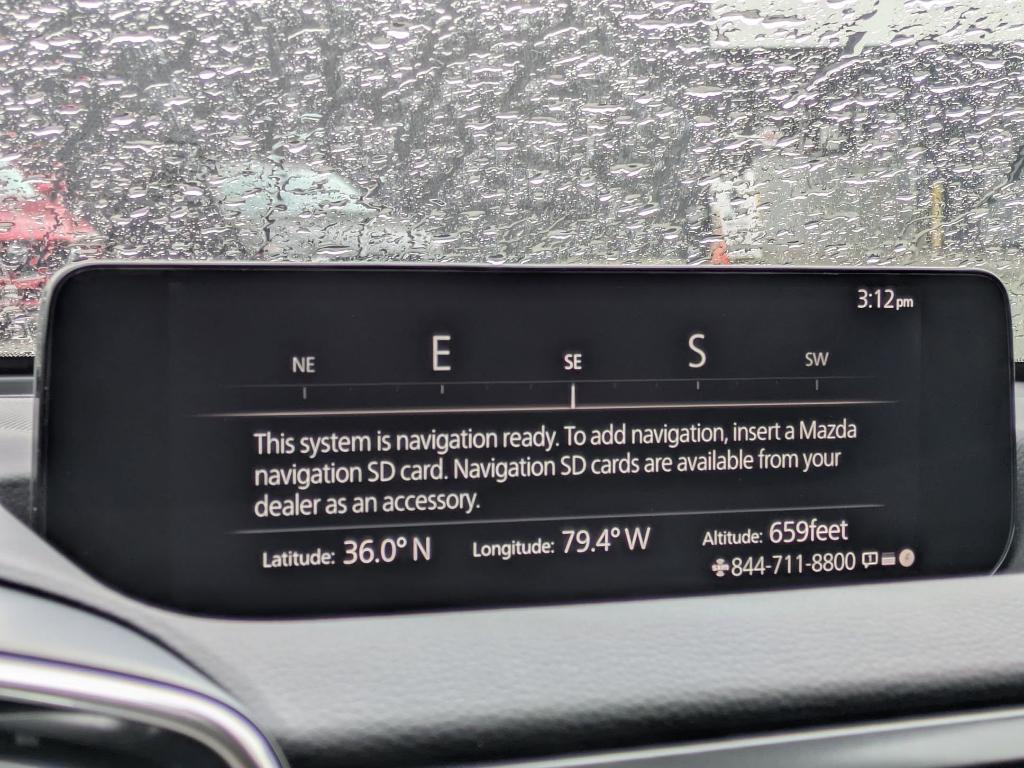 3:12pm
NE E SE S SW
This system is navigation ready. To add navigation, insert a Mazda
navigation SD card. Navigation SD cards are available from your
dealer as an accessory.
Latitude: 36.0° N Longitude: 79.4° W Altitude: 659feet
844-711-8800